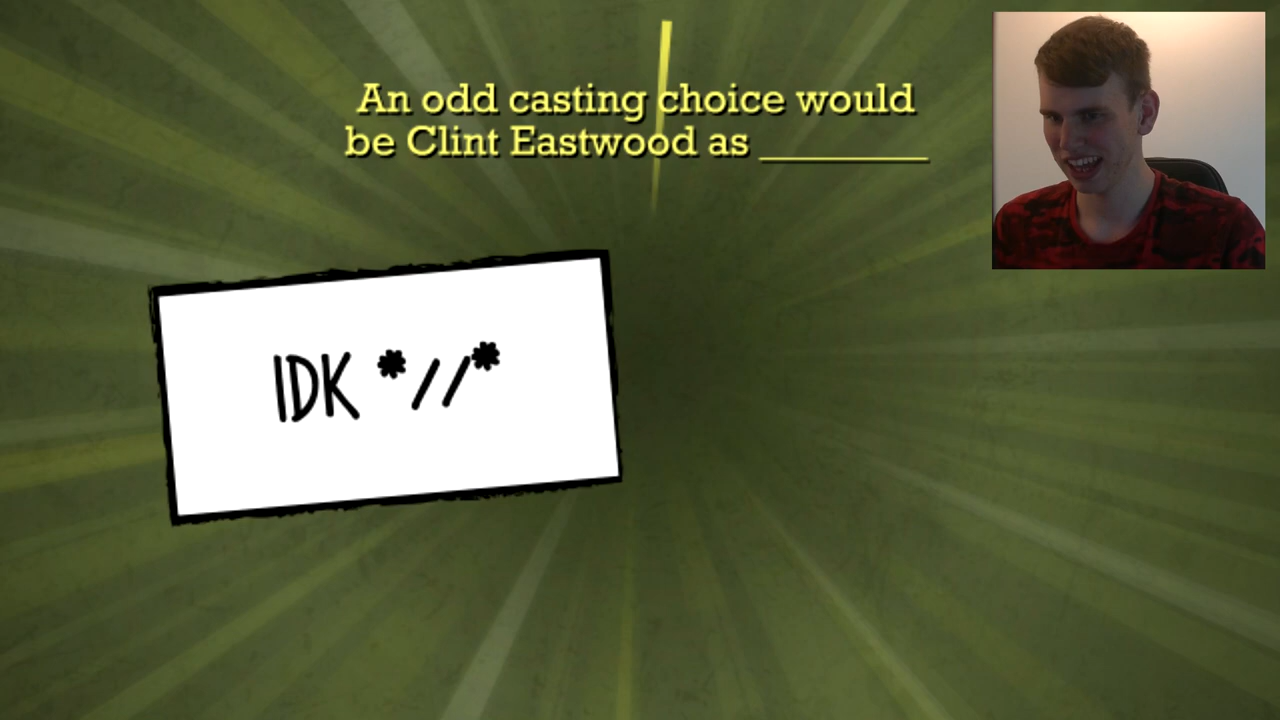 An odd casting choice would
be Clint Eastwood as ________
IDK *//*